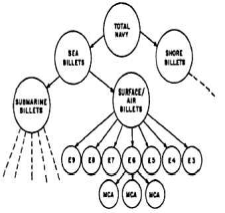 TOTAL
NAVY
SEA
BILLETS
SHORE
BILLETS
SUBMARINE
BILLETS
SURFACE/
AIR
BILLETS
E9
E8
E7
E6
E5
E4
E3
MCA
MCA
MCA